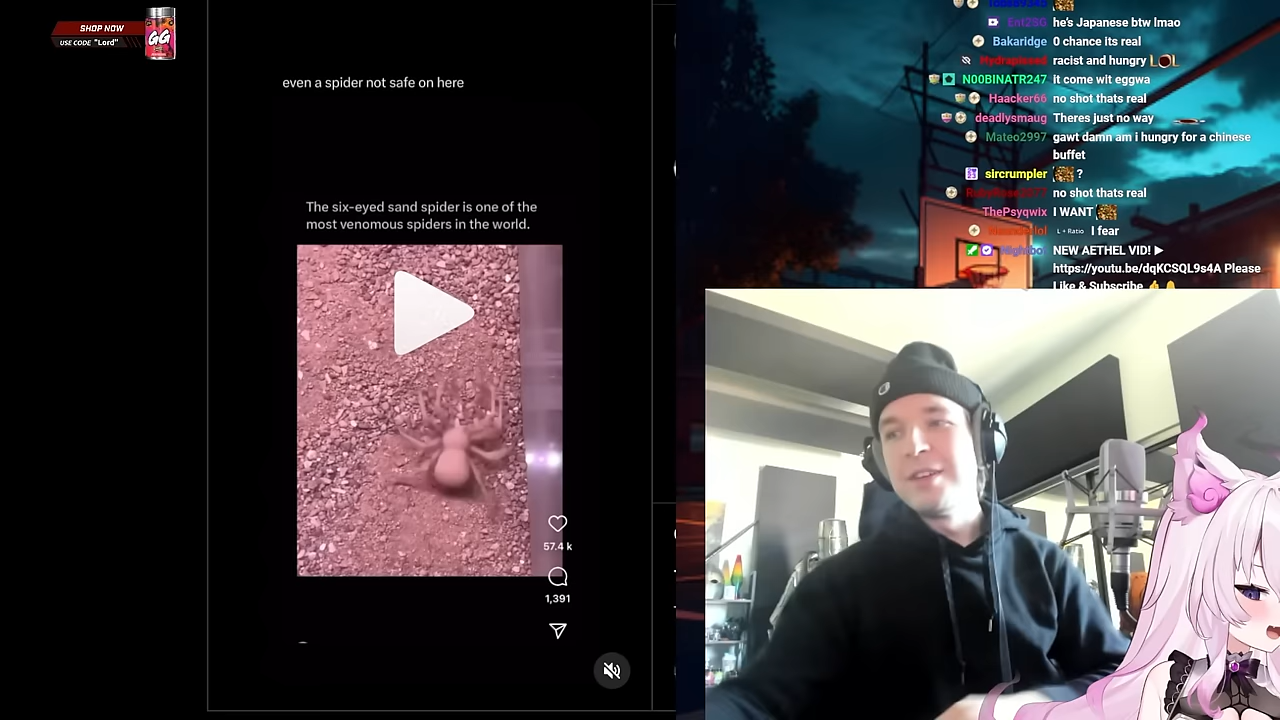 SHOP NOW
USE CODE "Lord"
GG
even a spider not safe on here
The six-eyed sand spider is one of the
most venomous spiders in the world.
57.4 k
1,391
Ent2SG he's Japanese btw lmao
Bakaridge 0 chance its real
racist and hungry LOL
N00BINATR247 it come wit eggwa
Haacker66 no shot thats real
deadlysmaug Theres just no way
Mateo2997 gawt damn am i hungry for a chinese
buffet
sircrumpler ?
no shot thats real
ThePsyqwix I WANT
L + Ratio I fear
NEW AETHEL VID! ▶
https://youtu.be/dqKCSQL9s4A Please
Like & Subscribe